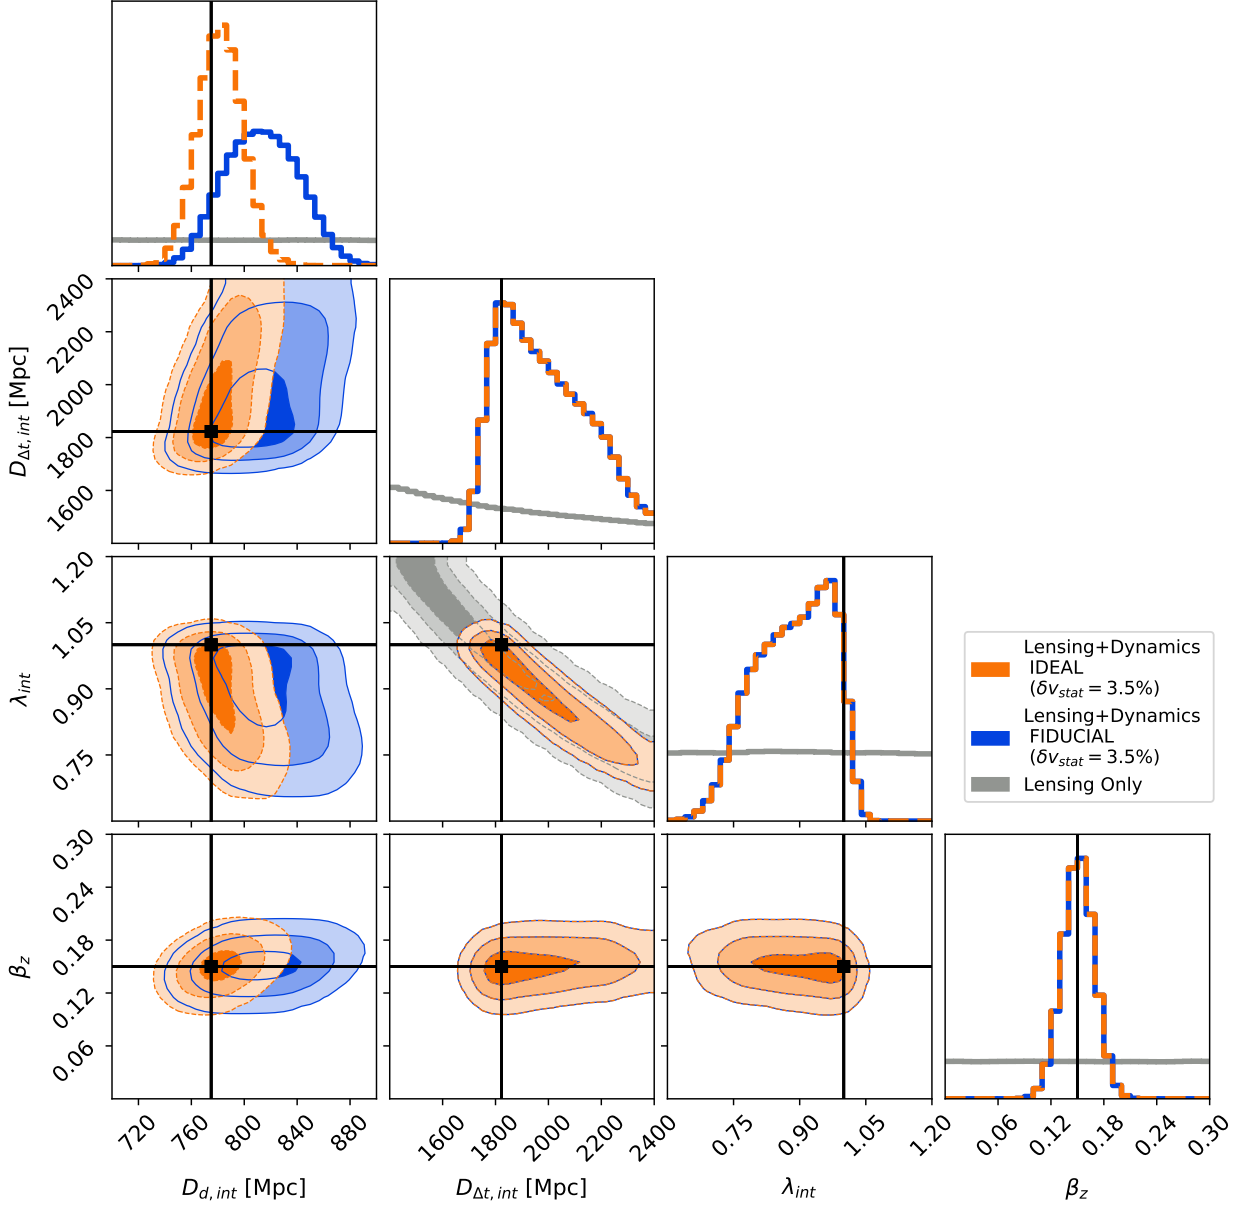 2400
2200
2000
1800
1600
D_{Δt, int} [Mpc]
1.20
1.05
0.90
0.75
λ_{int}
Lensing+Dynamics
IDEAL
(δv_{stat} = 3.5%)
Lensing+Dynamics
FIDUCIAL
(δv_{stat} = 3.5%)
Lensing Only
0.30
0.24
0.18
0.12
0.06
β_z
720 760 800 840 880
1600 1800 2000 2200 2400
0.75 0.90 1.05 1.20
0.06 0.12 0.18 0.24 0.30
D_{d, int} [Mpc]
D_{Δt, int} [Mpc]
λ_{int}
β_z